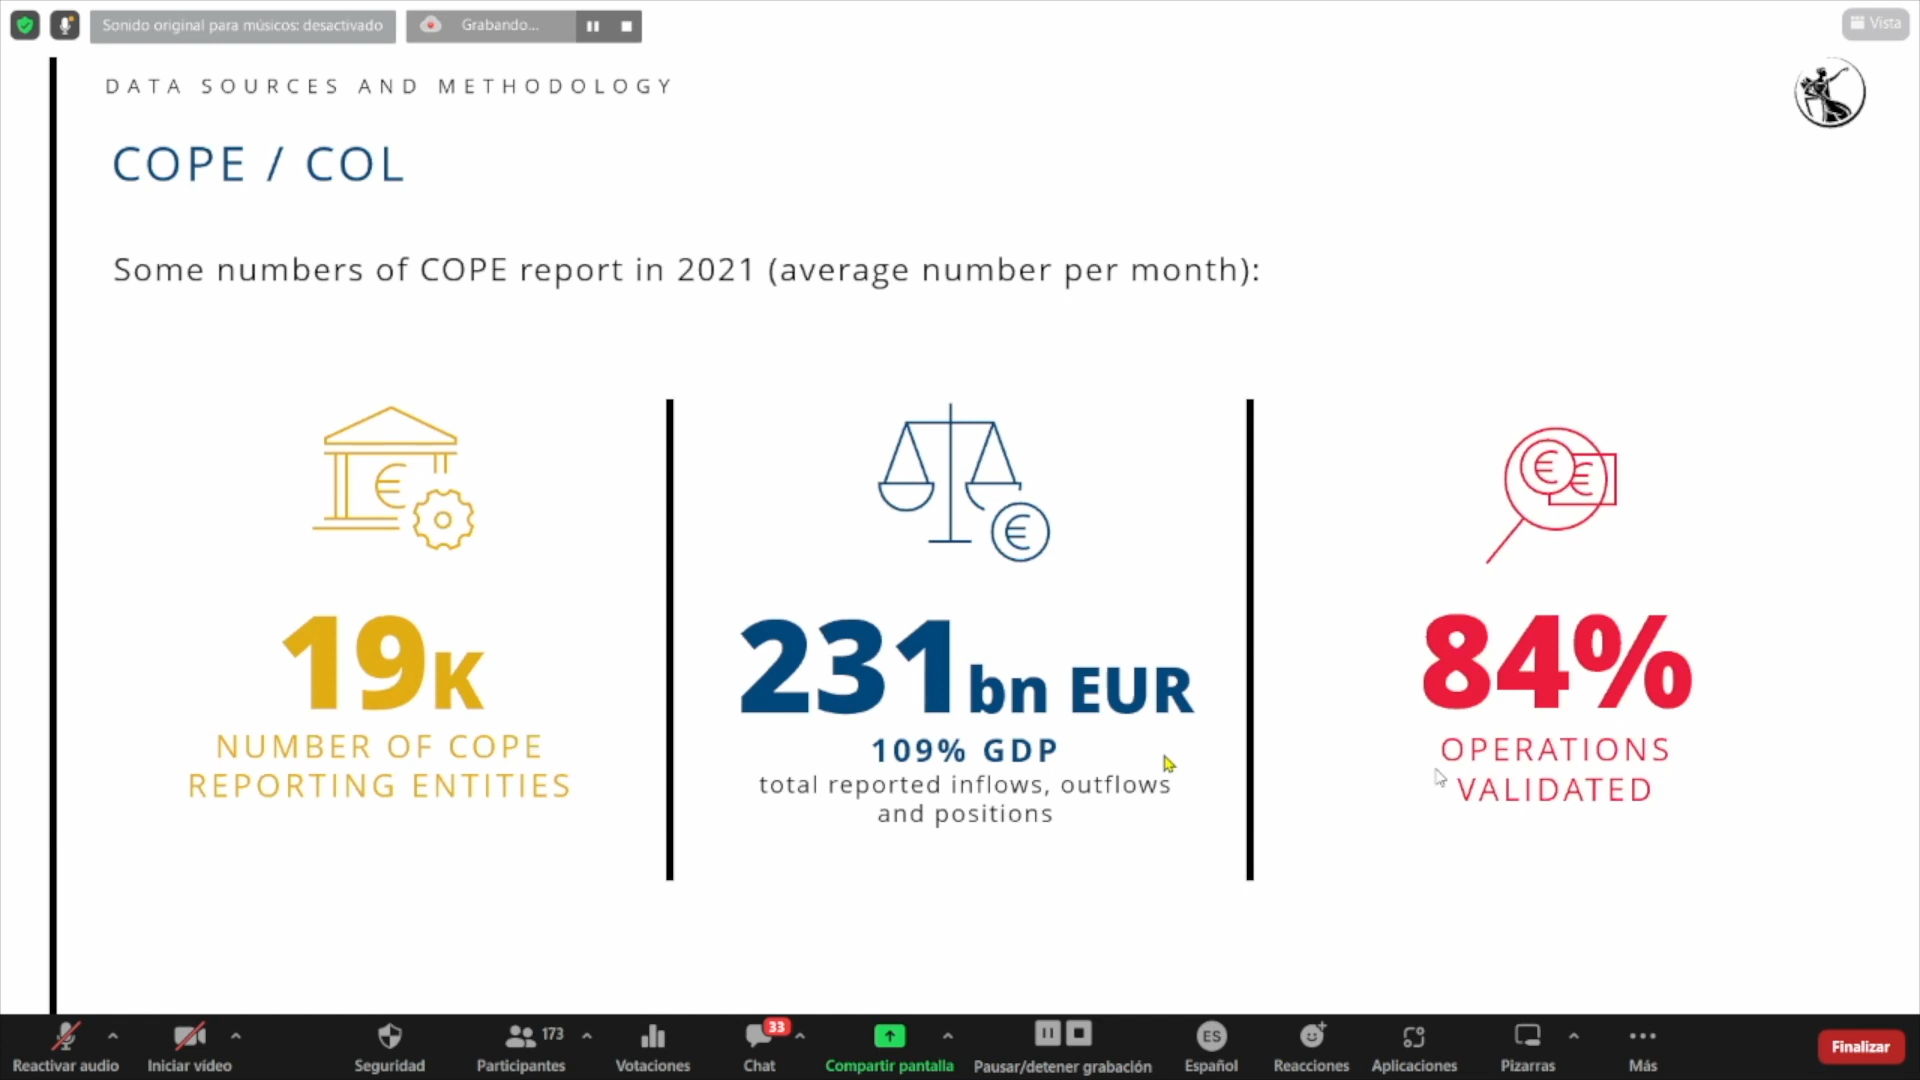 Sonido original para músicos: desactivado
Grabando...
Vista
DATA SOURCES AND METHODOLOGY
COPE / COL
Some numbers of COPE report in 2021 (average number per month):
€
€
€ €
19K
NUMBER OF COPE
REPORTING ENTITIES
231bn EUR
109% GDP
total reported inflows, outflows
and positions
84%
OPERATIONS
VALIDATED
Reactivar audio
Iniciar vídeo
Seguridad
173
Participantes
Votaciones
33
Chat
Compartir pantalla
Pausar/detener grabación
ES
Español
Reacciones
Aplicaciones
Pizarras
Más
Finalizar